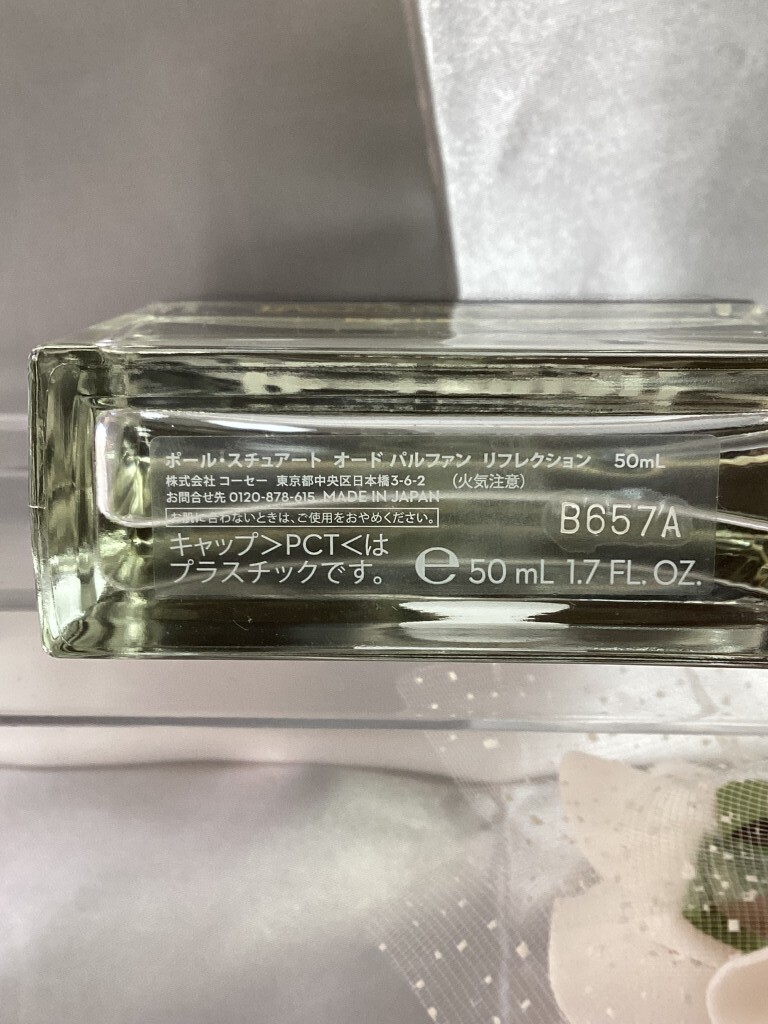 ポール・スチュアート オード パルファン リフレクション 50mL
株式会社 コーセー 東京都中央区日本橋3-6-2 （火気注意）
お問合せ先 0120-878-615 MADE IN JAPAN
お肌に合わないときは、ご使用をおやめください。
B657A
キャップ>PCT<は
プラスチックです。
℮ 50 mL 1.7 FL. OZ.